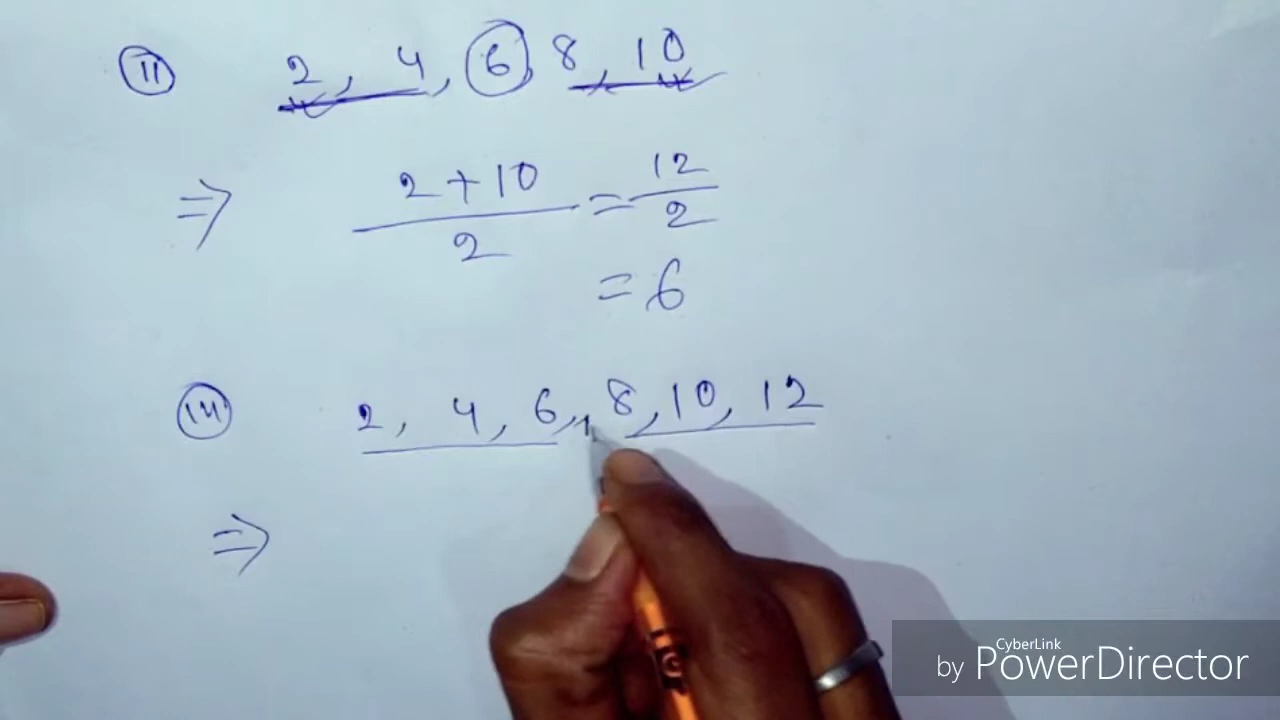 (11) 2, 4, 6, 8, 10
⇒ 2 + 10 / 2 = 12 / 2
= 6
2, 4, 6, 8, 10, 12
⇒
CyberLink
by PowerDirector